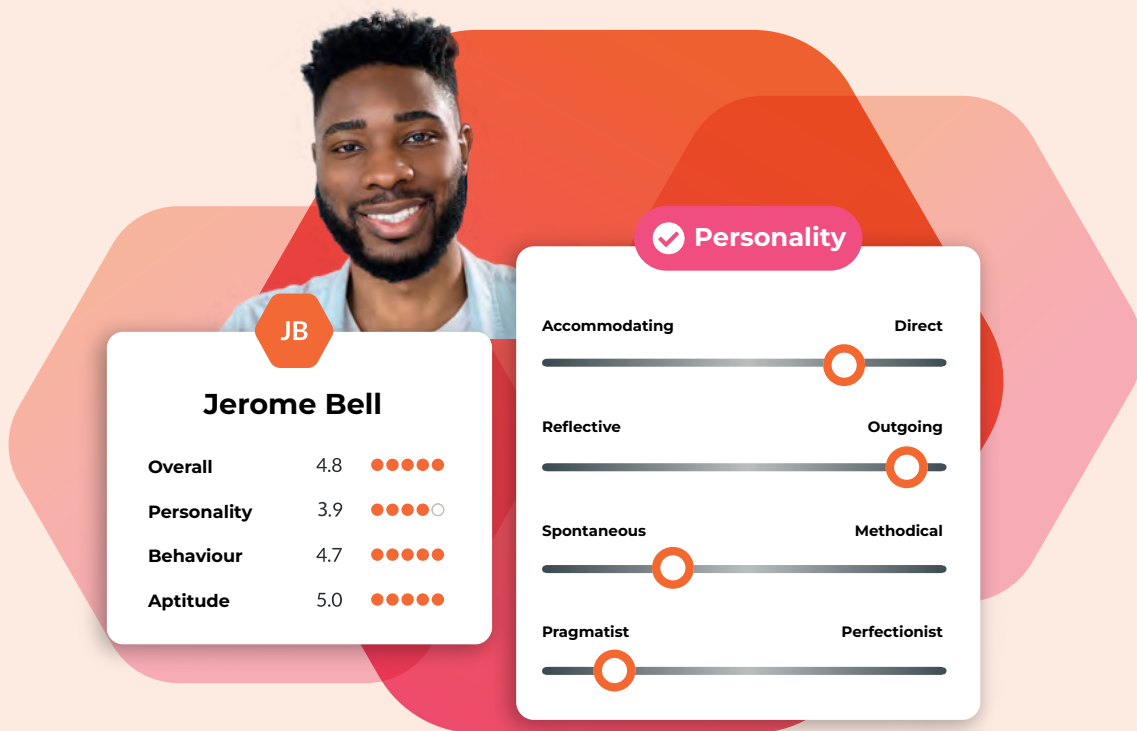 JB
Jerome Bell
Overall 4.8
Personality 3.9
Behaviour 4.7
Aptitude 5.0
Personality
Accommodating Direct
Reflective Outgoing
Spontaneous Methodical
Pragmatist Perfectionist